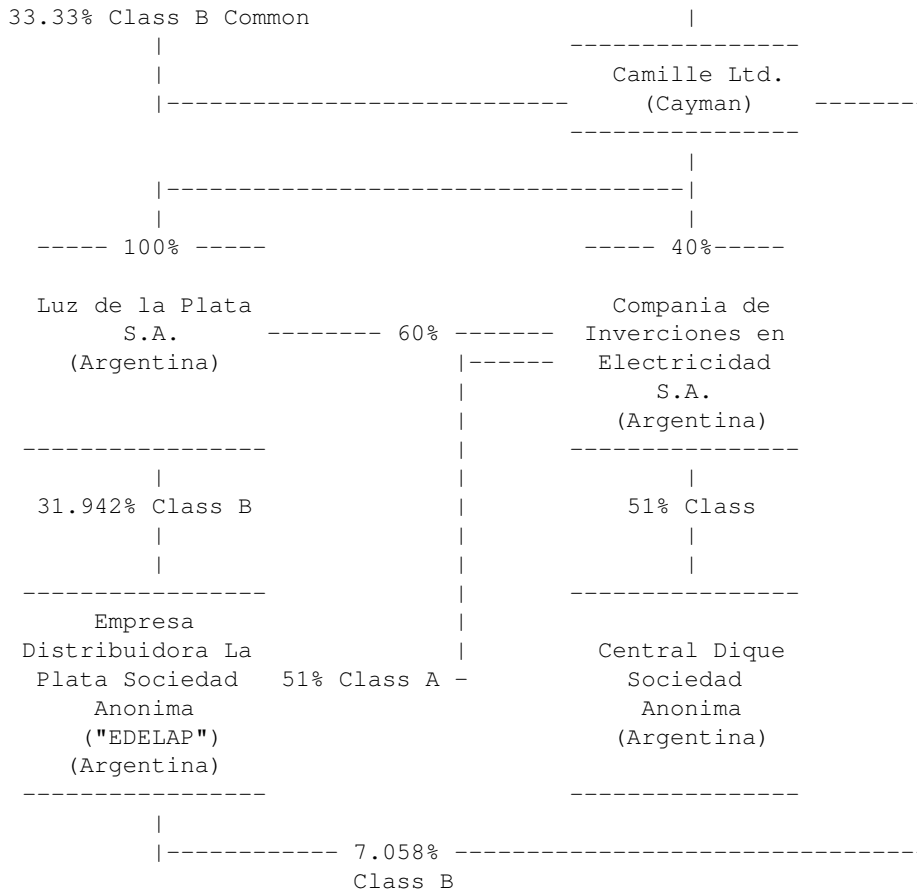 33.33% Class B Common |
| ----------------
| Camille Ltd.
|---------------------------- (Cayman) -------
----------------
|
|------------------------------------|
| |
----- 100% ----- ----- 40%-----
Luz de la Plata Compania de
S.A. -------- 60% ------- Inverciones en
(Argentina) |------ Electricidad
| S.A.
| (Argentina)
----------------- | ----------------
| | |
31.942% Class B | 51% Class
| | |
| | |
----------------- | ----------------
Empresa |
Distribuidora La | Central Dique
Plata Sociedad 51% Class A - Sociedad
Anonima Anonima
("EDELAP") (Argentina)
(Argentina)
----------------- ----------------
|
|------------ 7.058% --------------------------------
Class B